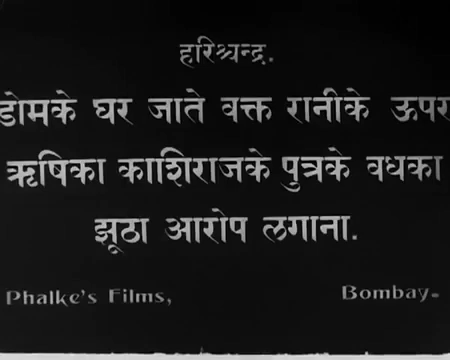 हरिश्चन्द्र.
डोमके घर जाते वक्त रानीके ऊपर
ऋषिका काशिराजके पुत्रके वधका
झूठा आरोप लगाना.
Phalke's Films, Bombay.